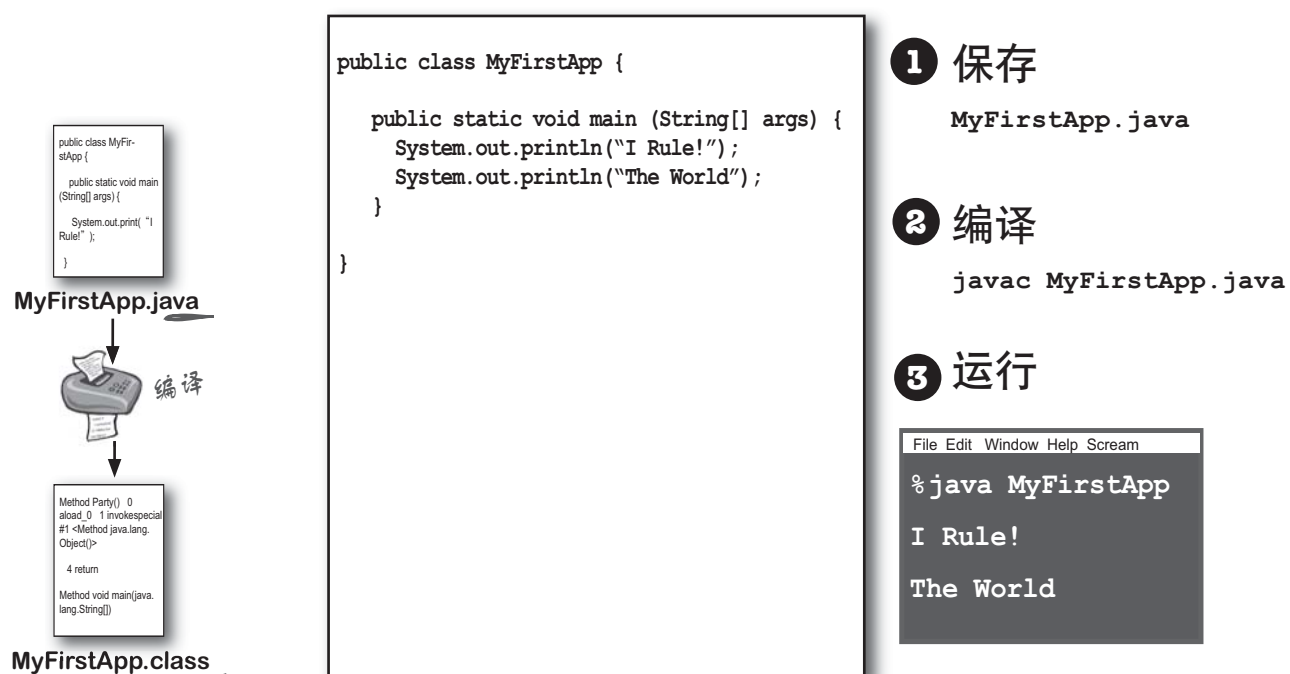 public class MyFir-
stApp {
public static void main
(String[] args) {
System.out.print( “I
Rule!” );
}
MyFirstApp.java
编译
Method Party() 0
aload_0 1 invokespecial
#1 <Method java.lang.
Object()>
4 return
Method void main(java.
lang.String[])
MyFirstApp.class
public class MyFirstApp {
public static void main (String[] args) {
System.out.println(“I Rule!”);
System.out.println(“The World”);
}
}
1 保存
MyFirstApp.java
2 编译
javac MyFirstApp.java
3 运行
File Edit Window Help Scream
%java MyFirstApp
I Rule!
The World